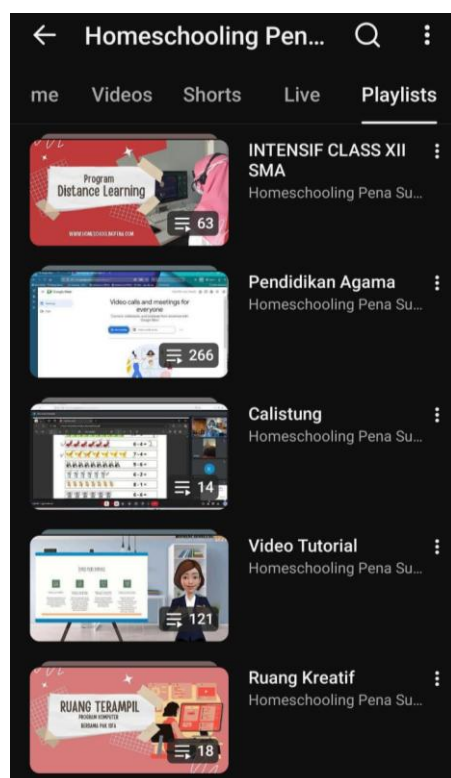 Homeschooling Pen...
me Videos Shorts Live Playlists
Program
Distance Learning
63
INTENSIF CLASS XII
SMA
Homeschooling Pena Su...
Video calls and meetings for
everyone
266
Pendidikan Agama
Homeschooling Pena Su...
14
Calistung
Homeschooling Pena Su...
121
Video Tutorial
Homeschooling Pena Su...
RUANG TERAMPIL
PROGRAM KOMPUTER
18
Ruang Kreatif
Homeschooling Pena Su...